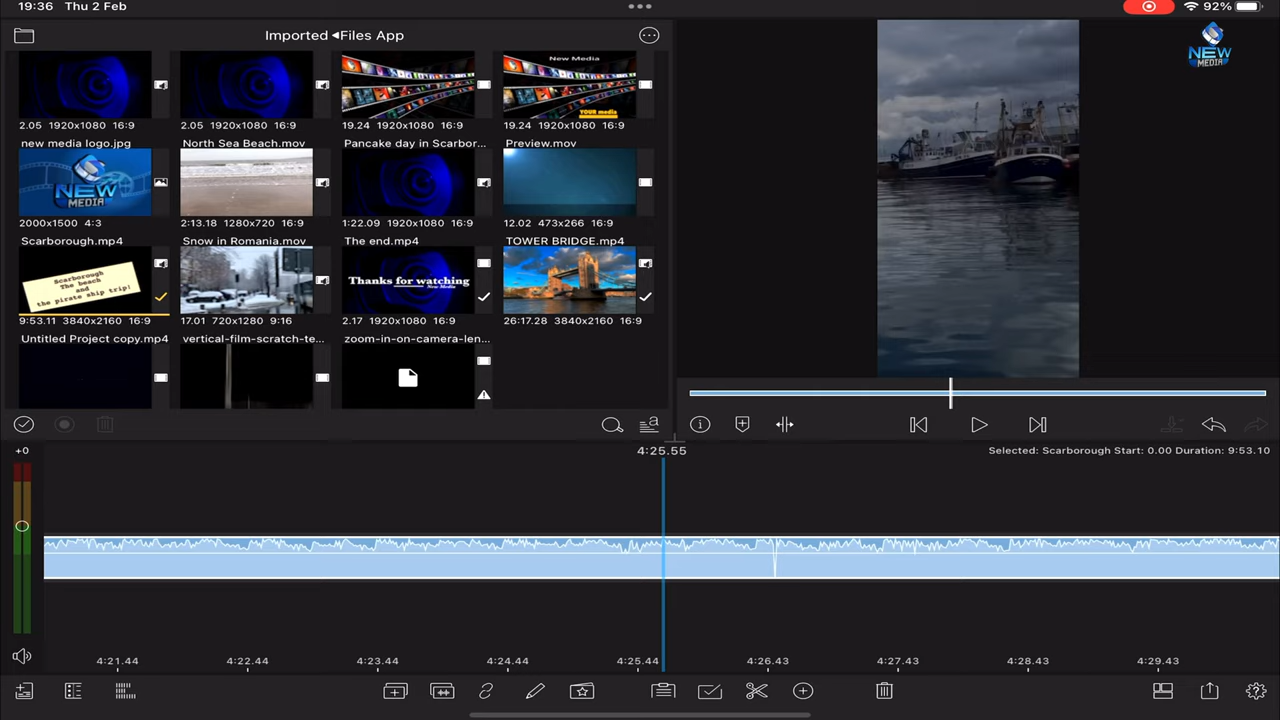 19:36 Thu 2 Feb
92%
Imported ◂Files App
NEW
MEDIA
New Media
YOUR media
2.05 1920x1080 16:9
2.05 1920x1080 16:9
19.24 1920x1080 16:9
19.24 1920x1080 16:9
new media logo.jpg
North Sea Beach.mov
Pancake day in Scarbor...
Preview.mov
NEW
MEDIA
2000x1500 4:3
2:13.18 1280x720 16:9
1:22.09 1920x1080 16:9
12.02 473x266 16:9
Scarborough.mp4
Snow in Romania.mov
The end.mp4
TOWER BRIDGE.mp4
Scarborough
The beach
and
the pirate ship trip!
Thanks for watching
New Media
9:53.11 3840x2160 16:9
17.01 720x1280 9:16
2.17 1920x1080 16:9
26:17.28 3840x2160 16:9
Untitled Project copy.mp4
vertical-film-scratch-te...
zoom-in-on-camera-len...
+0
4:25.55
Selected: Scarborough Start: 0.00 Duration: 9:53.10
4:21.44
4:22.44
4:23.44
4:24.44
4:25.44
4:26.43
4:27.43
4:28.43
4:29.43